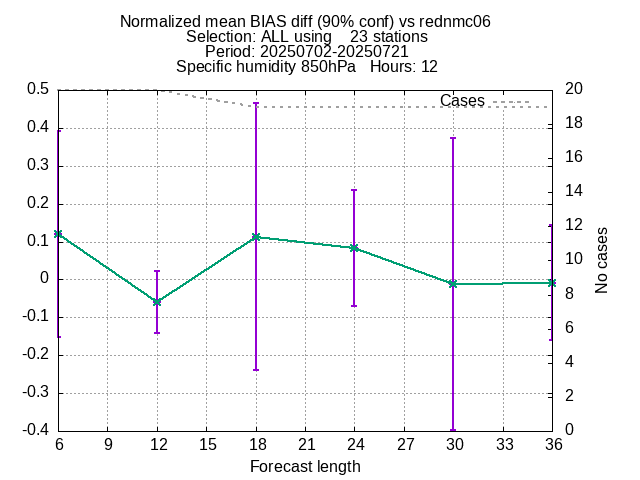 Normalized mean BIAS diff (90% conf) vs rednmc06
Selection: ALL using    23 stations
Period: 20250702-20250721
Specific humidity 850hPa   Hours: 12
Cases
0.5
0.4
0.3
0.2
0.1
0
-0.1
-0.2
-0.3
-0.4
20
18
16
14
12
10
8
6
4
2
0
No cases
6 9 12 15 18 21 24 27 30 33 36
Forecast length